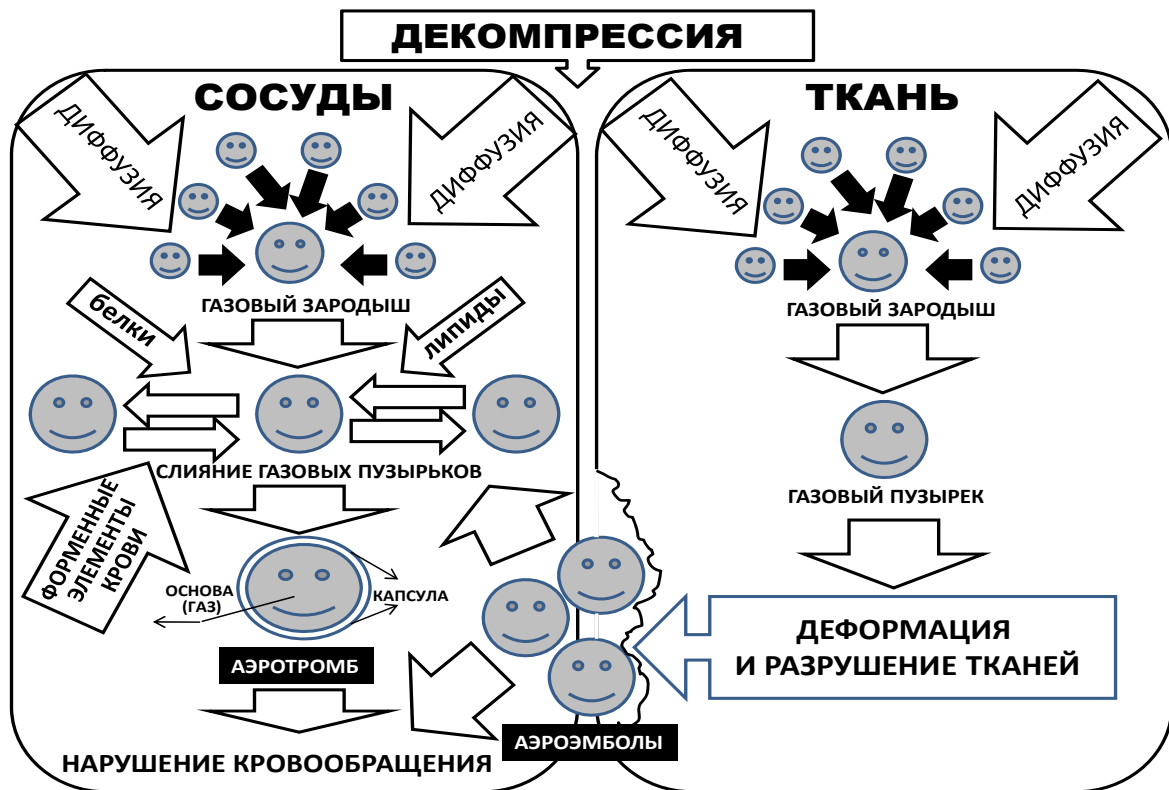 ДЕКОМПРЕССИЯ
СОСУДЫ
ДИФФУЗИЯ
ДИФФУЗИЯ
ГАЗОВЫЙ ЗАРОДЫШ
белки
липиды
СЛИЯНИЕ ГАЗОВЫХ ПУЗЫРЬКОВ
ФОРМЕННЫЕ
ЭЛЕМЕНТЫ
КРОВИ
ОСНОВА
(ГАЗ)
КАПСУЛА
АЭРОТРОМБ
НАРУШЕНИЕ КРОВООБРАЩЕНИЯ
АЭРОЭМБОЛЫ
ТКАНЬ
ДИФФУЗИЯ
ДИФФУЗИЯ
ГАЗОВЫЙ ЗАРОДЫШ
ГАЗОВЫЙ ПУЗЫРЕК
ДЕФОРМАЦИЯ
И РАЗРУШЕНИЕ ТКАНЕЙ